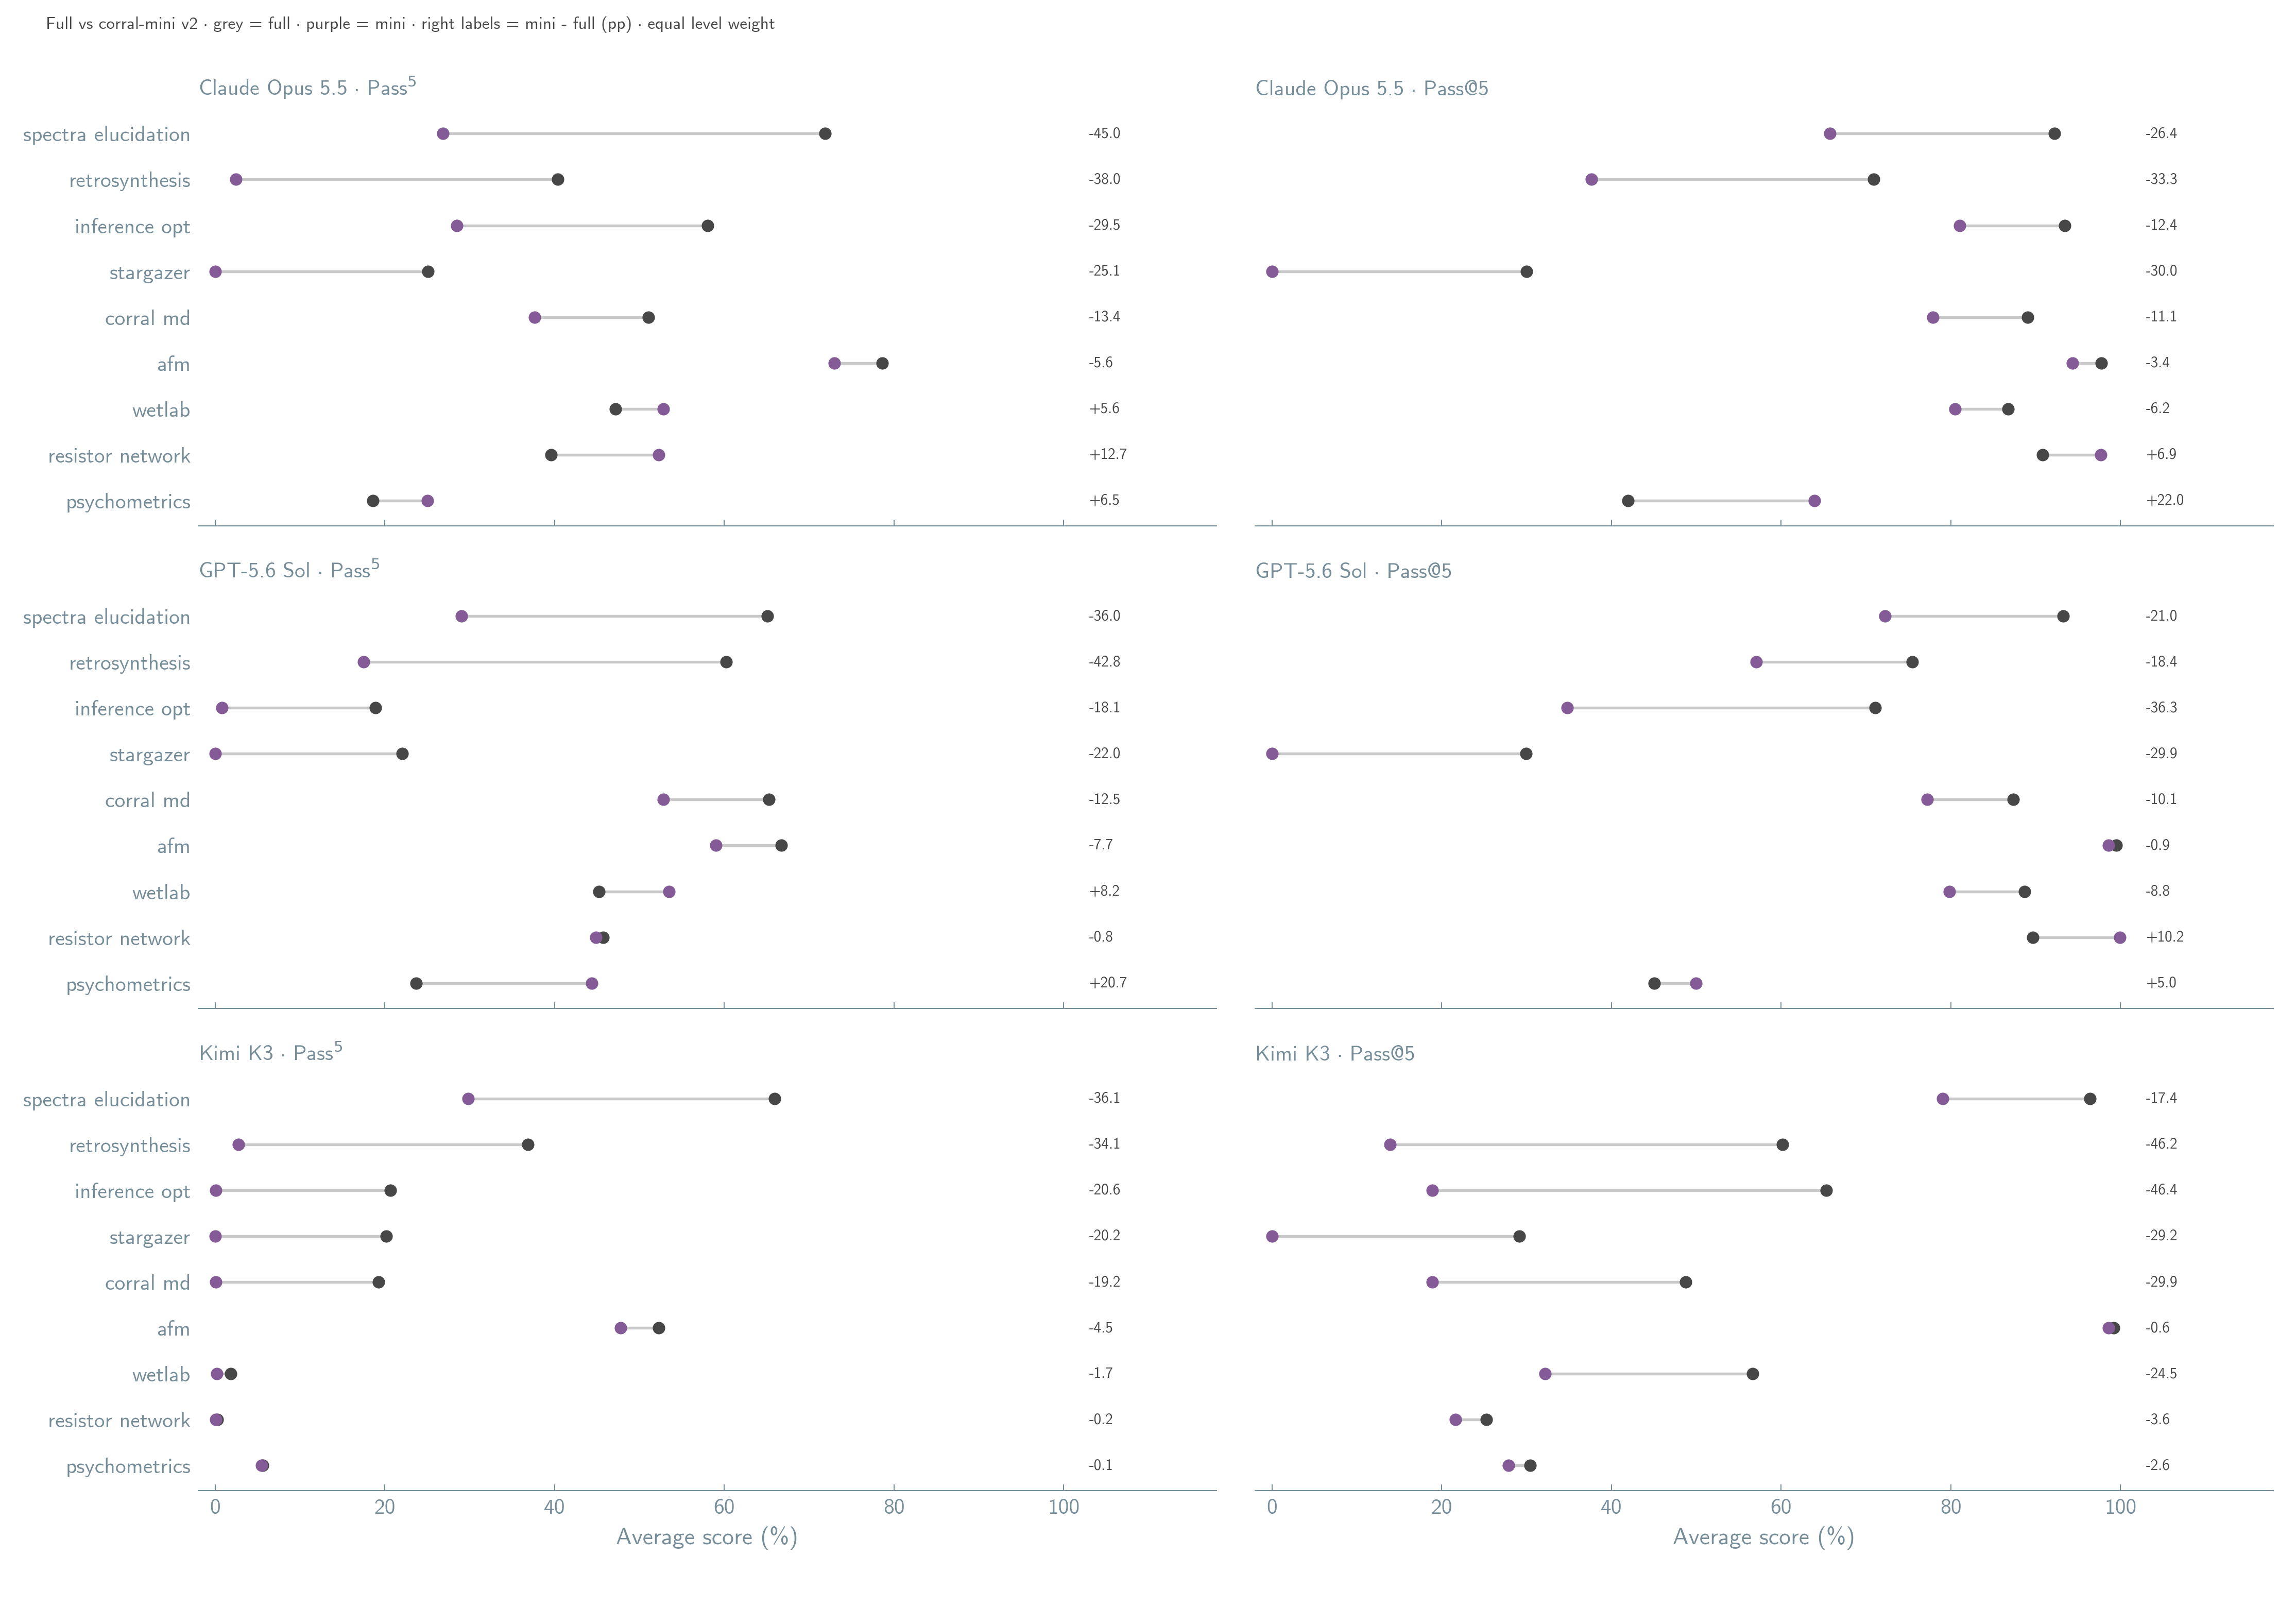 Full vs corral-mini v2 · grey = full · purple = mini · right labels = mini - full (pp) · equal level weight
Claude Opus 5.5 · Pass⁵
spectra elucidation -45.0
retrosynthesis -38.0
inference opt -29.5
stargazer -25.1
corral md -13.4
afm -5.6
wetlab +5.6
resistor network +12.7
psychometrics +6.5
Claude Opus 5.5 · Pass@5
-26.4
-33.3
-12.4
-30.0
-11.1
-3.4
-6.2
+6.9
+22.0
GPT-5.6 Sol · Pass⁵
spectra elucidation -36.0
retrosynthesis -42.8
inference opt -18.1
stargazer -22.0
corral md -12.5
afm -7.7
wetlab +8.2
resistor network -0.8
psychometrics +20.7
GPT-5.6 Sol · Pass@5
-21.0
-18.4
-36.3
-29.9
-10.1
-0.9
-8.8
+10.2
+5.0
Kimi K3 · Pass⁵
spectra elucidation -36.1
retrosynthesis -34.1
inference opt -20.6
stargazer -20.2
corral md -19.2
afm -4.5
wetlab -1.7
resistor network -0.2
psychometrics -0.1
0 20 40 60 80 100
Average score (%)
Kimi K3 · Pass@5
-17.4
-46.2
-46.4
-29.2
-29.9
-0.6
-24.5
-3.6
-2.6
0 20 40 60 80 100
Average score (%)